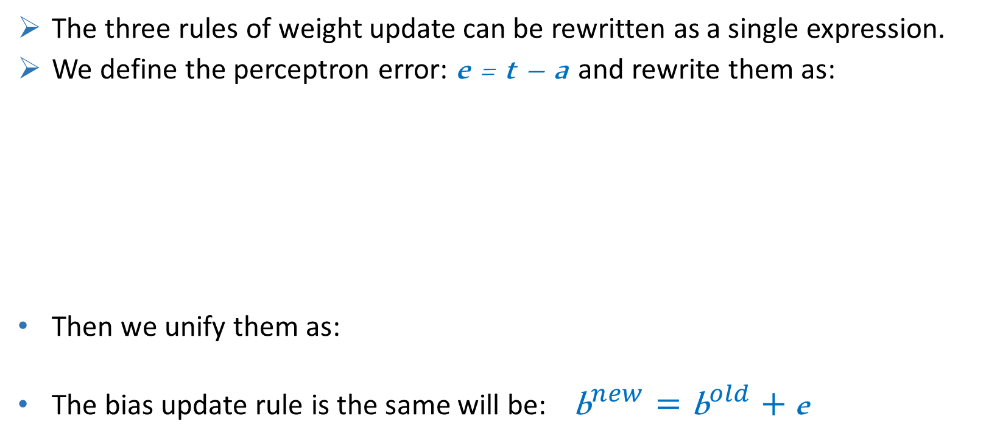 ➢ The three rules of weight update can be rewritten as a single expression.
➢ We define the perceptron error: e = t – a and rewrite them as:
• Then we unify them as:
• The bias update rule is the same will be: b^new = b^old + e